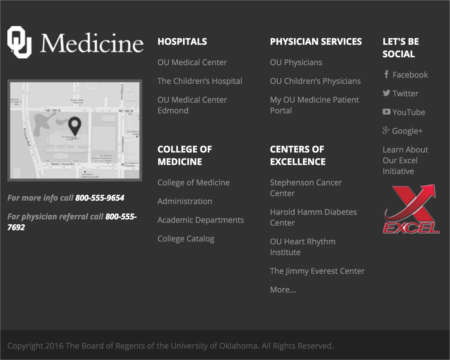 OU Medicine
For more info call 800-555-9654
For physician referral call 800-555-
7692
HOSPITALS
OU Medical Center
The Children's Hospital
OU Medical Center
Edmond
COLLEGE OF
MEDICINE
College of Medicine
Administration
Academic Departments
College Catalog
PHYSICIAN SERVICES
OU Physicians
OU Children's Physicians
My OU Medicine Patient
Portal
CENTERS OF
EXCELLENCE
Stephenson Cancer
Center
Harold Hamm Diabetes
Center
OU Heart Rhythm
Institute
The Jimmy Everest Center
More...
LET'S BE
SOCIAL
Facebook
Twitter
YouTube
Google+
Learn About
Our Excel
Initiative
EXCEL
Copyright 2016 The Board of Regents of the University of Oklahoma. All Rights Reserved.